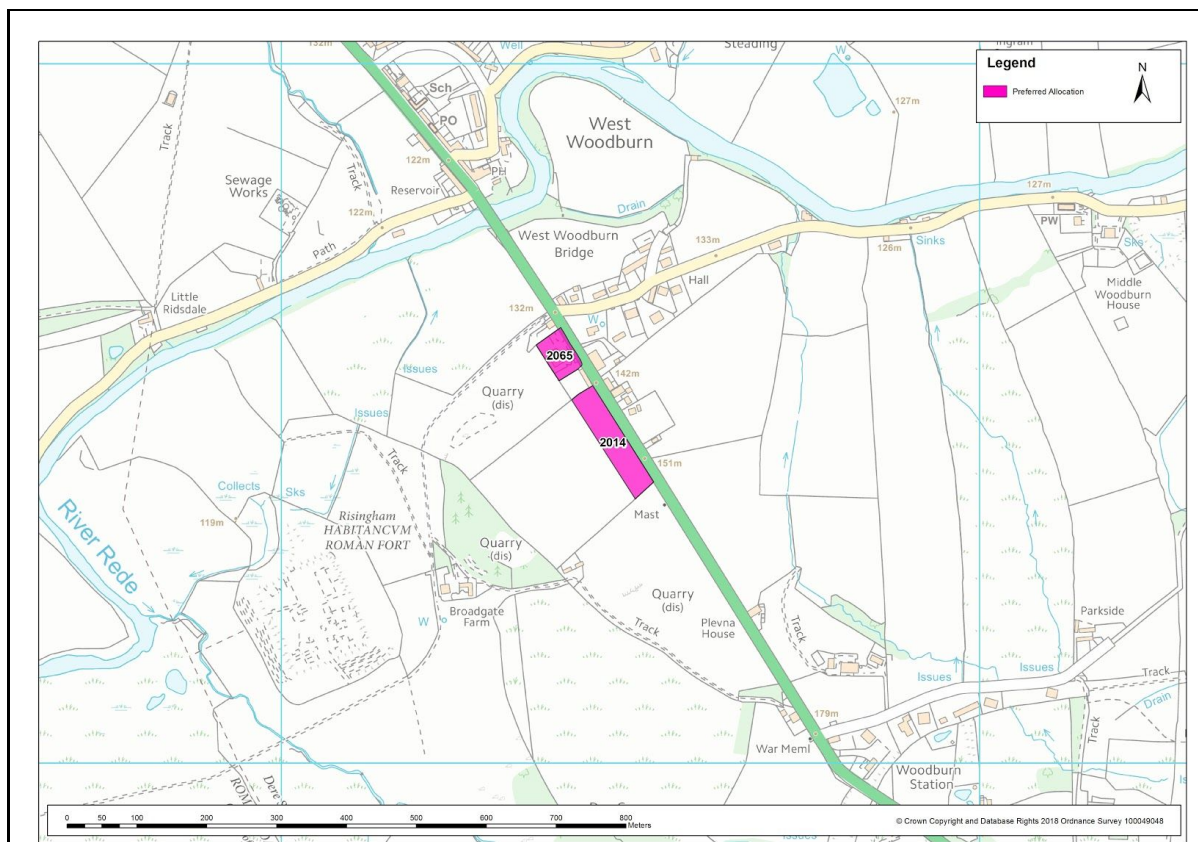 132m
Well
Steading
Ingram
W
Legend
N
Preferred Allocation
Sch
PO
127m
West
Woodburn
122m
PH
Reservoir
Track
Sewage
Works
Track
122m
Drain
127m
PW
Path
West Woodburn
Bridge
133m
126m
Sinks
Sks
Hall
Little
Ridsdale
132m
W
Middle
Woodburn
House
2065
Issues
142m
Quarry
(dis)
2014
Issues
Track
151m
Collects
Sks
Risingham
HABITANCVM
ROMAN FORT
Mast
119m
River Rede
Quarry
(dis)
Quarry
(dis)
Broadgate
Farm
W
Plevna
House
Track
Parkside
Track
Issues
Issues
Track
Drain
Track
179m
War Meml
Woodburn
Station
Dere
ROM
0 50 100 200 300 400 500 600 700 800
Meters
© Crown Copyright and Database Rights 2018 Ordnance Survey 100049048
Issues